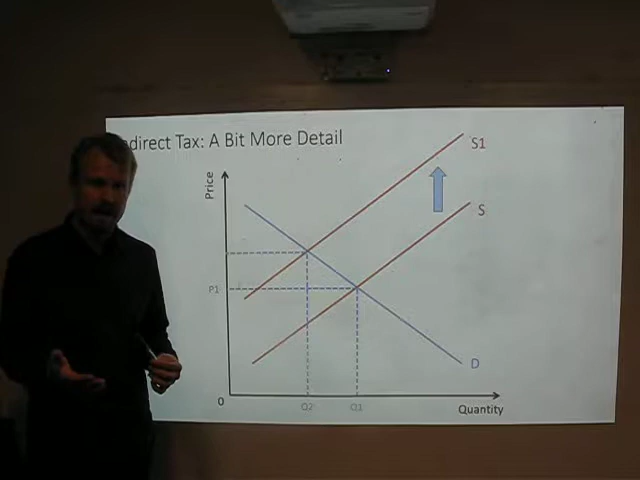 direct Tax: A Bit More Detail
S1
Price
S
P1
D
0
Q2
Q1
Quantity